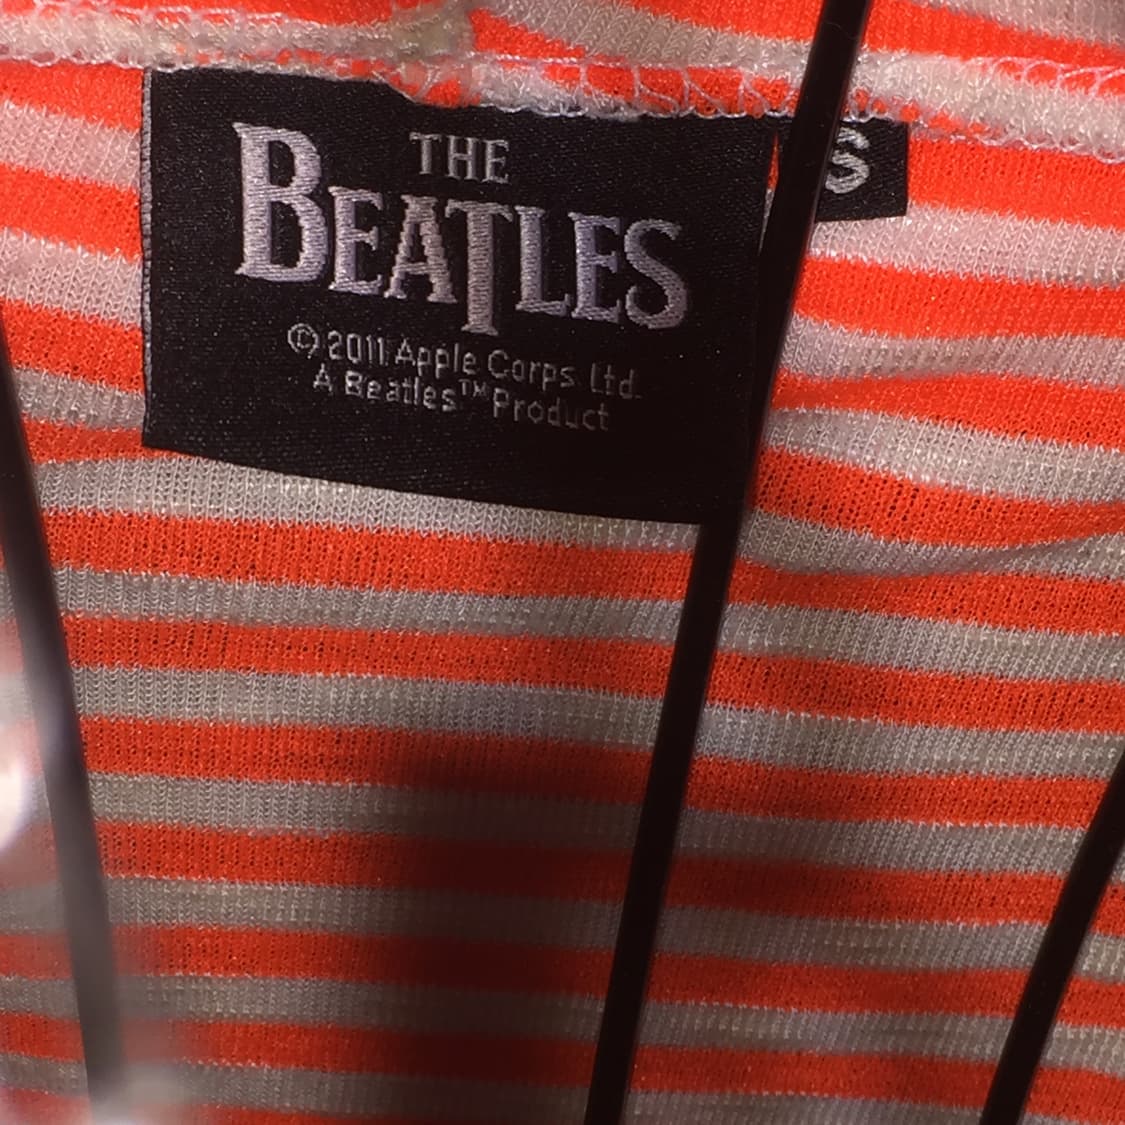 THE
BEATLES
© 2011 Apple Corps Ltd.
A Beatles™ Product
S